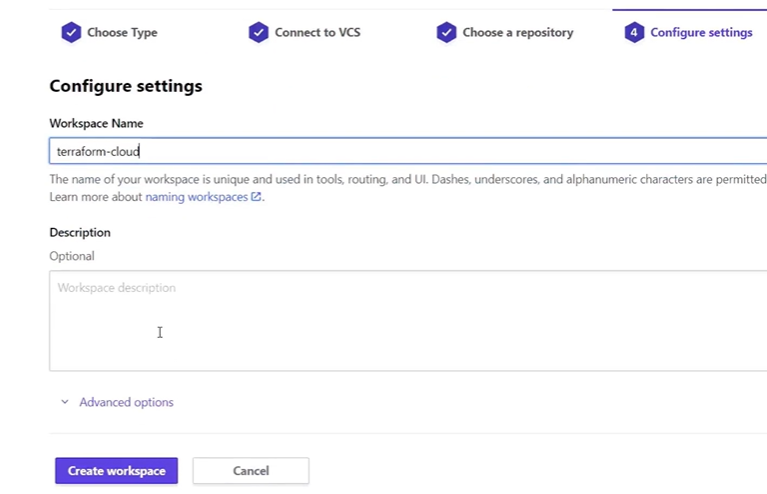 Choose Type Connect to VCS Choose a repository 4 Configure settings
Configure settings
Workspace Name
terraform-cloud
The name of your workspace is unique and used in tools, routing, and UI. Dashes, underscores, and alphanumeric characters are permitted
Learn more about naming workspaces.
Description
Optional
Workspace description
Advanced options
Create workspace Cancel